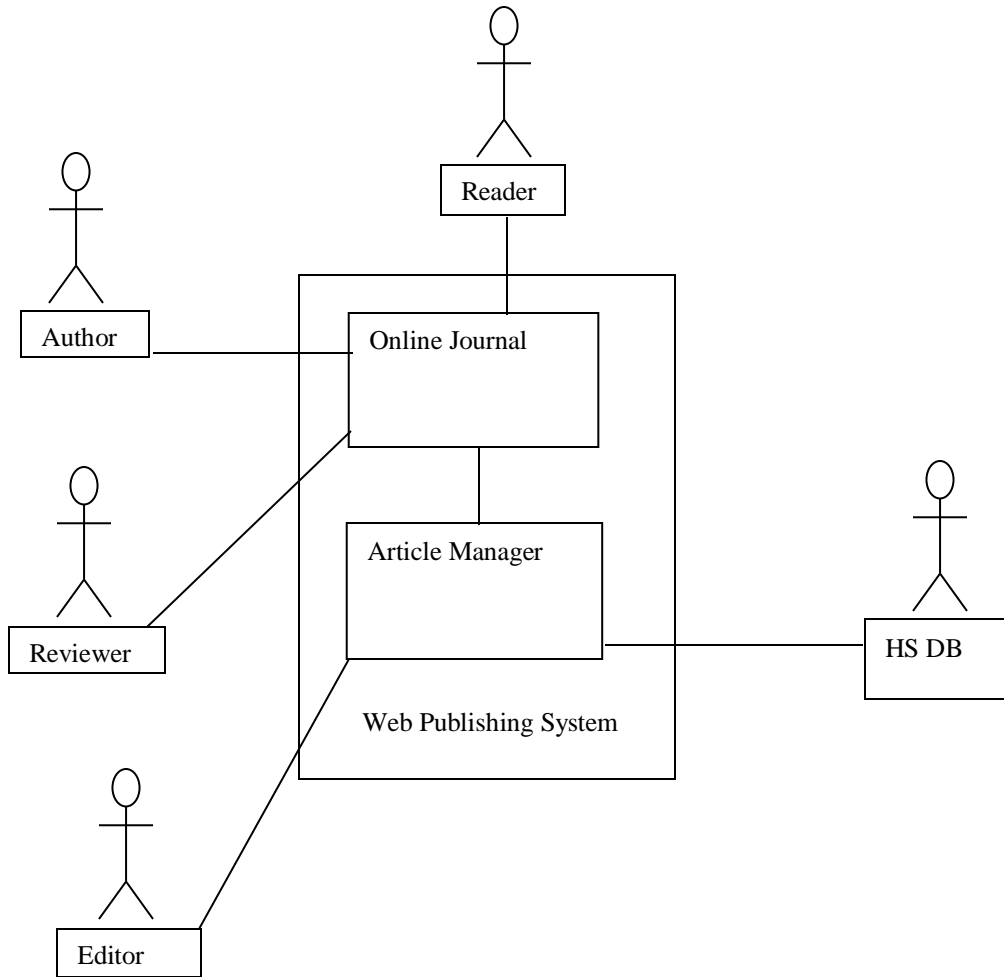 Reader
Author
Online Journal
Article Manager
Reviewer
HS DB
Web Publishing System
Editor